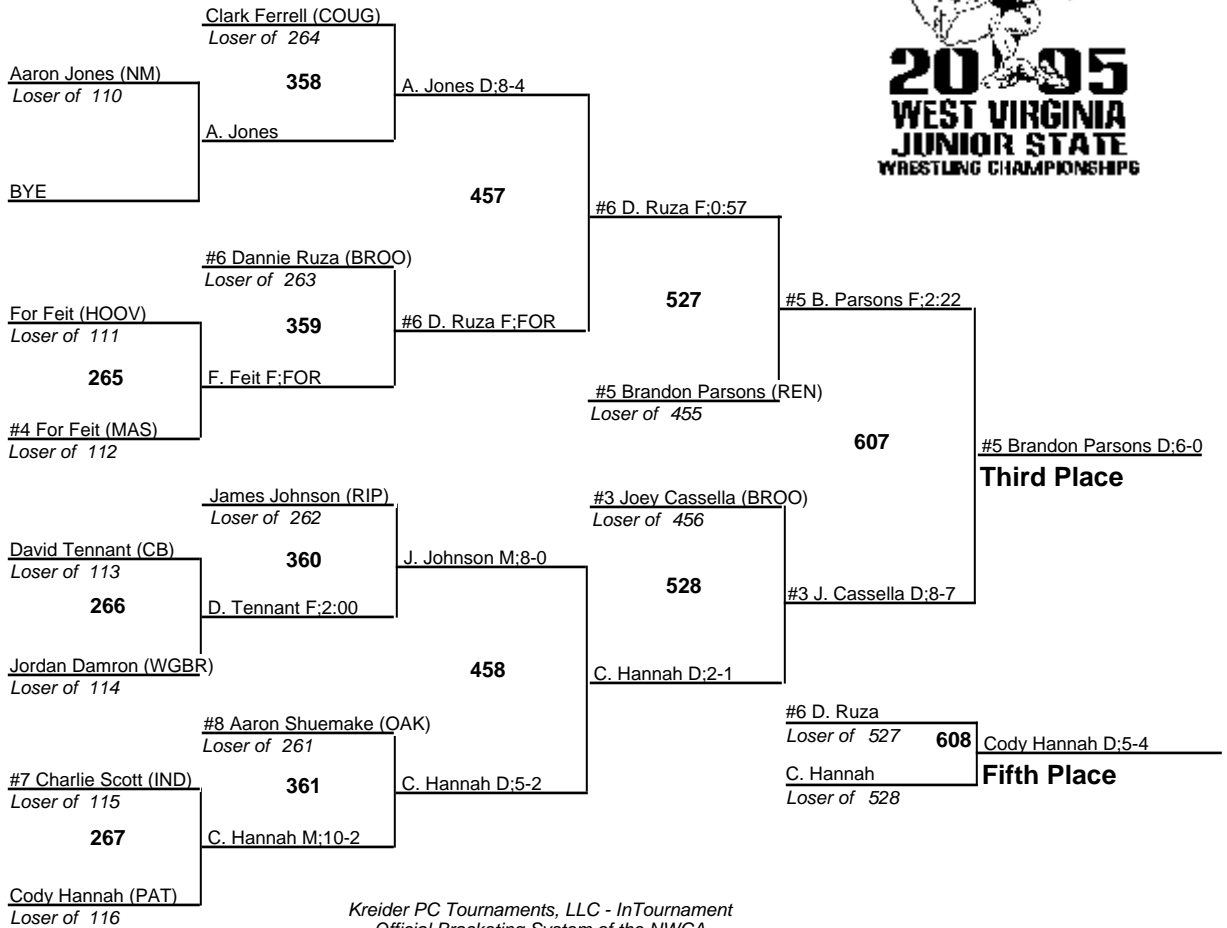 Clark Ferrell (COUG)
Loser of 264
Aaron Jones (NM)
Loser of 110
358
A. Jones D;8-4
A. Jones
BYE
457
#6 D. Ruza F;0:57
#6 Dannie Ruza (BROO)
Loser of 263
For Feit (HOOV)
Loser of 111
359
#6 D. Ruza F;FOR
527
#5 B. Parsons F;2:22
265
F. Feit F;FOR
#5 Brandon Parsons (REN)
Loser of 455
#4 For Feit (MAS)
Loser of 112
607
#5 Brandon Parsons D;6-0
Third Place
James Johnson (RIP)
Loser of 262
#3 Joey Cassella (BROO)
Loser of 456
David Tennant (CB)
Loser of 113
360
J. Johnson M;8-0
528
#3 J. Cassella D;8-7
266
D. Tennant F;2:00
Jordan Damron (WGBR)
Loser of 114
458
C. Hannah D;2-1
#8 Aaron Shuemake (OAK)
Loser of 261
#6 D. Ruza
Loser of 527
608
Cody Hannah D;5-4
Fifth Place
C. Hannah
Loser of 528
#7 Charlie Scott (IND)
Loser of 115
361
C. Hannah D;5-2
267
C. Hannah M;10-2
Cody Hannah (PAT)
Loser of 116
20 05
WEST VIRGINIA
JUNIOR STATE
WRESTLING CHAMPIONSHIPS
Kreider PC Tournaments, LLC - InTournament
Official Bracketing System of the NWCA